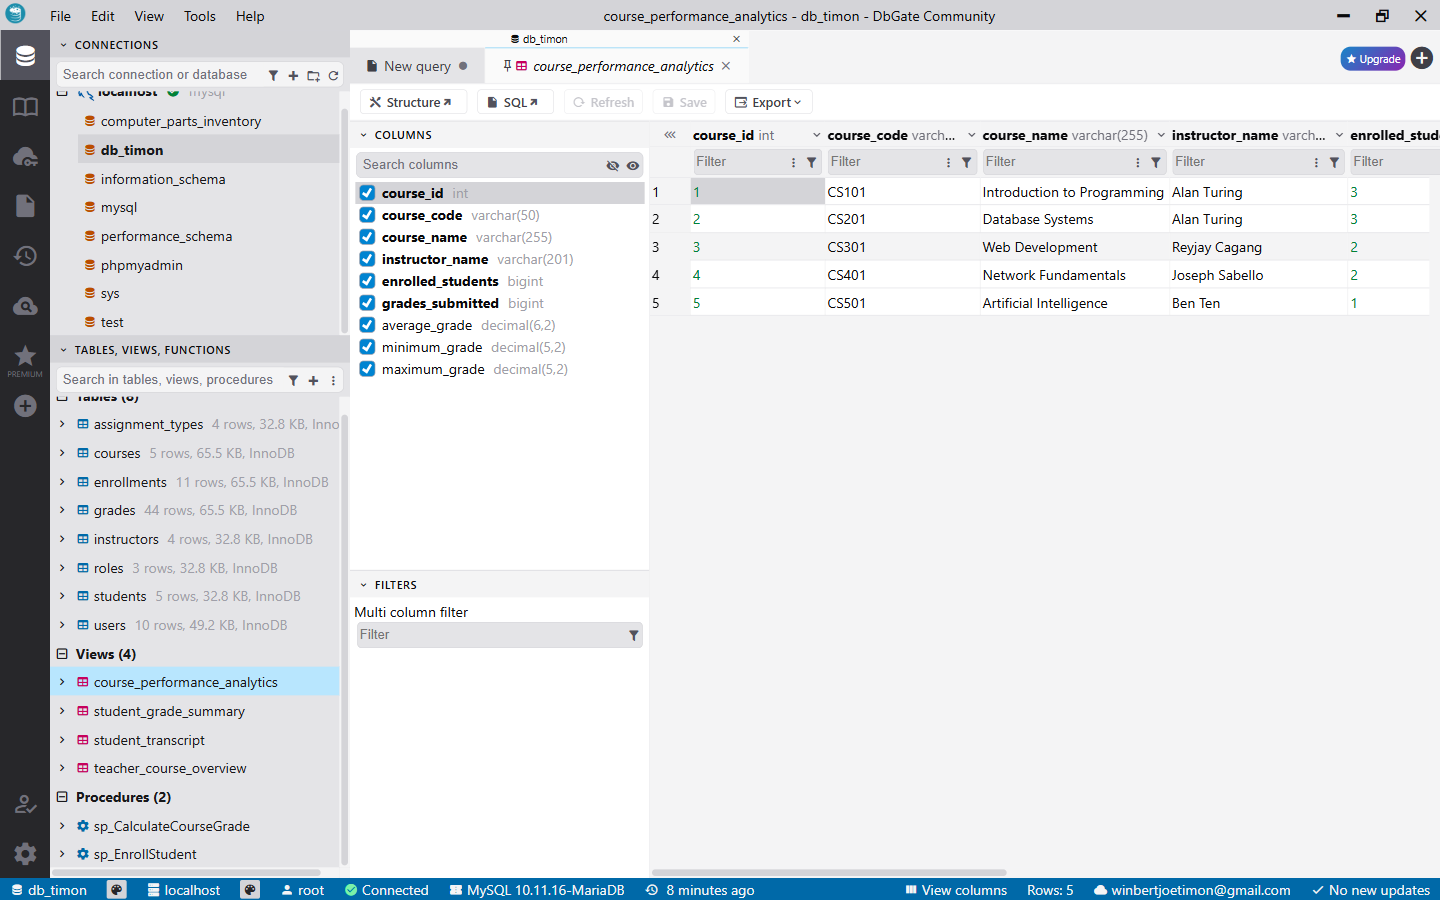 File Edit View Tools Help
course_performance_analytics - db_timon - DbGate Community
CONNECTIONS
Search connection or database
localhost mysql
computer_parts_inventory
db_timon
information_schema
mysql
performance_schema
phpmyadmin
sys
test
PREMIUM
TABLES, VIEWS, FUNCTIONS
Search in tables, views, procedures
Tables (8)
assignment_types 4 rows, 32.8 KB, Inno
courses 5 rows, 65.5 KB, InnoDB
enrollments 11 rows, 65.5 KB, InnoDB
grades 44 rows, 65.5 KB, InnoDB
instructors 4 rows, 32.8 KB, InnoDB
roles 3 rows, 32.8 KB, InnoDB
students 5 rows, 32.8 KB, InnoDB
users 10 rows, 49.2 KB, InnoDB
Views (4)
course_performance_analytics
student_grade_summary
student_transcript
teacher_course_overview
Procedures (2)
sp_CalculateCourseGrade
sp_EnrollStudent
db_timon
New query
course_performance_analytics
Upgrade
Structure SQL Refresh Save Export
COLUMNS
Search columns
course_id int
course_code varchar(50)
course_name varchar(255)
instructor_name varchar(201)
enrolled_students bigint
grades_submitted bigint
average_grade decimal(6,2)
minimum_grade decimal(5,2)
maximum_grade decimal(5,2)
FILTERS
Multi column filter
Filter
course_id int course_code varch... course_name varchar(255) instructor_name varch... enrolled_stud
Filter Filter Filter Filter Filter
1 1 CS101 Introduction to Programming Alan Turing 3
2 2 CS201 Database Systems Alan Turing 3
3 3 CS301 Web Development Reyjay Cagang 2
4 4 CS401 Network Fundamentals Joseph Sabello 2
5 5 CS501 Artificial Intelligence Ben Ten 1
db_timon localhost root Connected MySQL 10.11.16-MariaDB 8 minutes ago View columns Rows: 5 winbertjoetimon@gmail.com No new updates